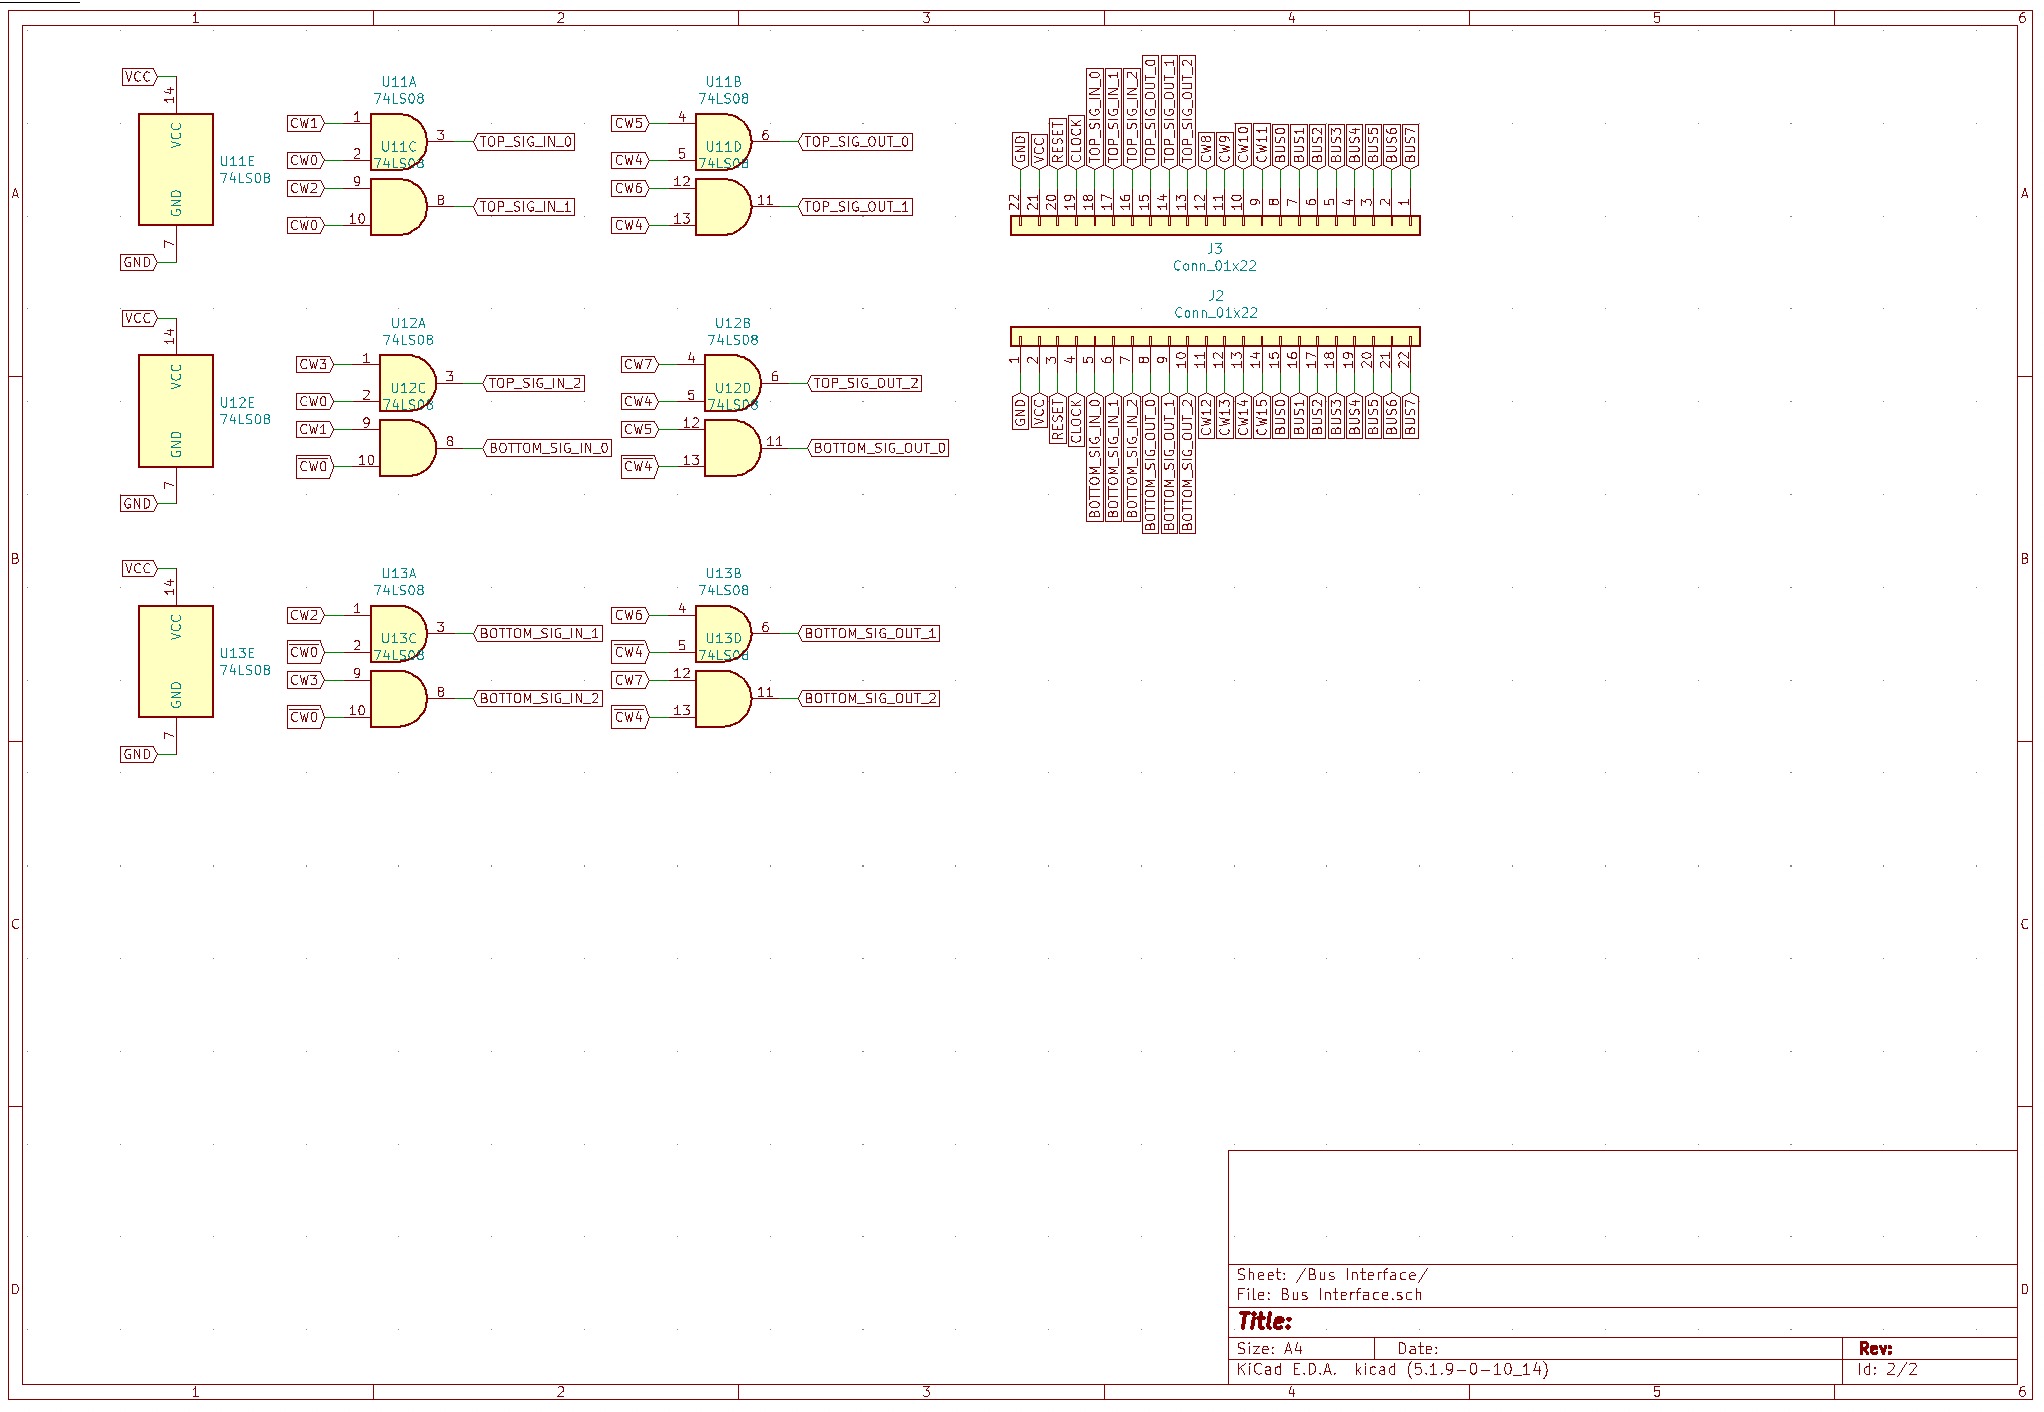 1 2 3 4 5 6
A
B
C
D
VCC
14
VCC
GND
7
GND
U11E
74LS08
U11A
74LS08
CW1 1
CW0 2
3 TOP_SIG_IN_0
U11C
74LS08
CW2 9
CW0 10
8 TOP_SIG_IN_1
U11B
74LS08
CW5 4
CW4 5
6 TOP_SIG_OUT_0
U11D
74LS08
CW6 12
CW4 13
11 TOP_SIG_OUT_1
GND VCC RESET CLOCK TOP_SIG_IN_0 TOP_SIG_IN_1 TOP_SIG_IN_2 TOP_SIG_OUT_0 TOP_SIG_OUT_1 TOP_SIG_OUT_2 CW8 CW9 CW10 CW11 BUS0 BUS1 BUS2 BUS3 BUS4 BUS5 BUS6 BUS7
22 21 20 19 18 17 16 15 14 13 12 11 10 9 8 7 6 5 4 3 2 1
J3
Conn_01x22
J2
Conn_01x22
1 2 3 4 5 6 7 8 9 10 11 12 13 14 15 16 17 18 19 20 21 22
GND VCC RESET CLOCK BOTTOM_SIG_IN_0 BOTTOM_SIG_IN_1 BOTTOM_SIG_IN_2 BOTTOM_SIG_OUT_0 BOTTOM_SIG_OUT_1 BOTTOM_SIG_OUT_2 CW12 CW13 CW14 CW15 BUS0 BUS1 BUS2 BUS3 BUS4 BUS5 BUS6 BUS7
VCC
14
VCC
GND
7
GND
U12E
74LS08
U12A
74LS08
CW3 1
CW0 2
3 TOP_SIG_IN_2
U12C
74LS08
CW1 9
C̅W̅0̅ 10
8 BOTTOM_SIG_IN_0
U12B
74LS08
CW7 4
CW4 5
6 TOP_SIG_OUT_2
U12D
74LS08
CW5 12
C̅W̅4̅ 13
11 BOTTOM_SIG_OUT_0
VCC
14
VCC
GND
7
GND
U13E
74LS08
U13A
74LS08
CW2 1
C̅W̅0̅ 2
3 BOTTOM_SIG_IN_1
U13C
74LS08
CW3 9
C̅W̅0̅ 10
8 BOTTOM_SIG_IN_2
U13B
74LS08
CW6 4
C̅W̅4̅ 5
6 BOTTOM_SIG_OUT_1
U13D
74LS08
CW7 12
C̅W̅4̅ 13
11 BOTTOM_SIG_OUT_2
A
B
C
D
Sheet: /Bus Interface/
File: Bus Interface.sch
Title:
Size: A4 Date: Rev:
KiCad E.D.A. kicad (5.1.9-0-10_14) Id: 2/2
1 2 3 4 5 6